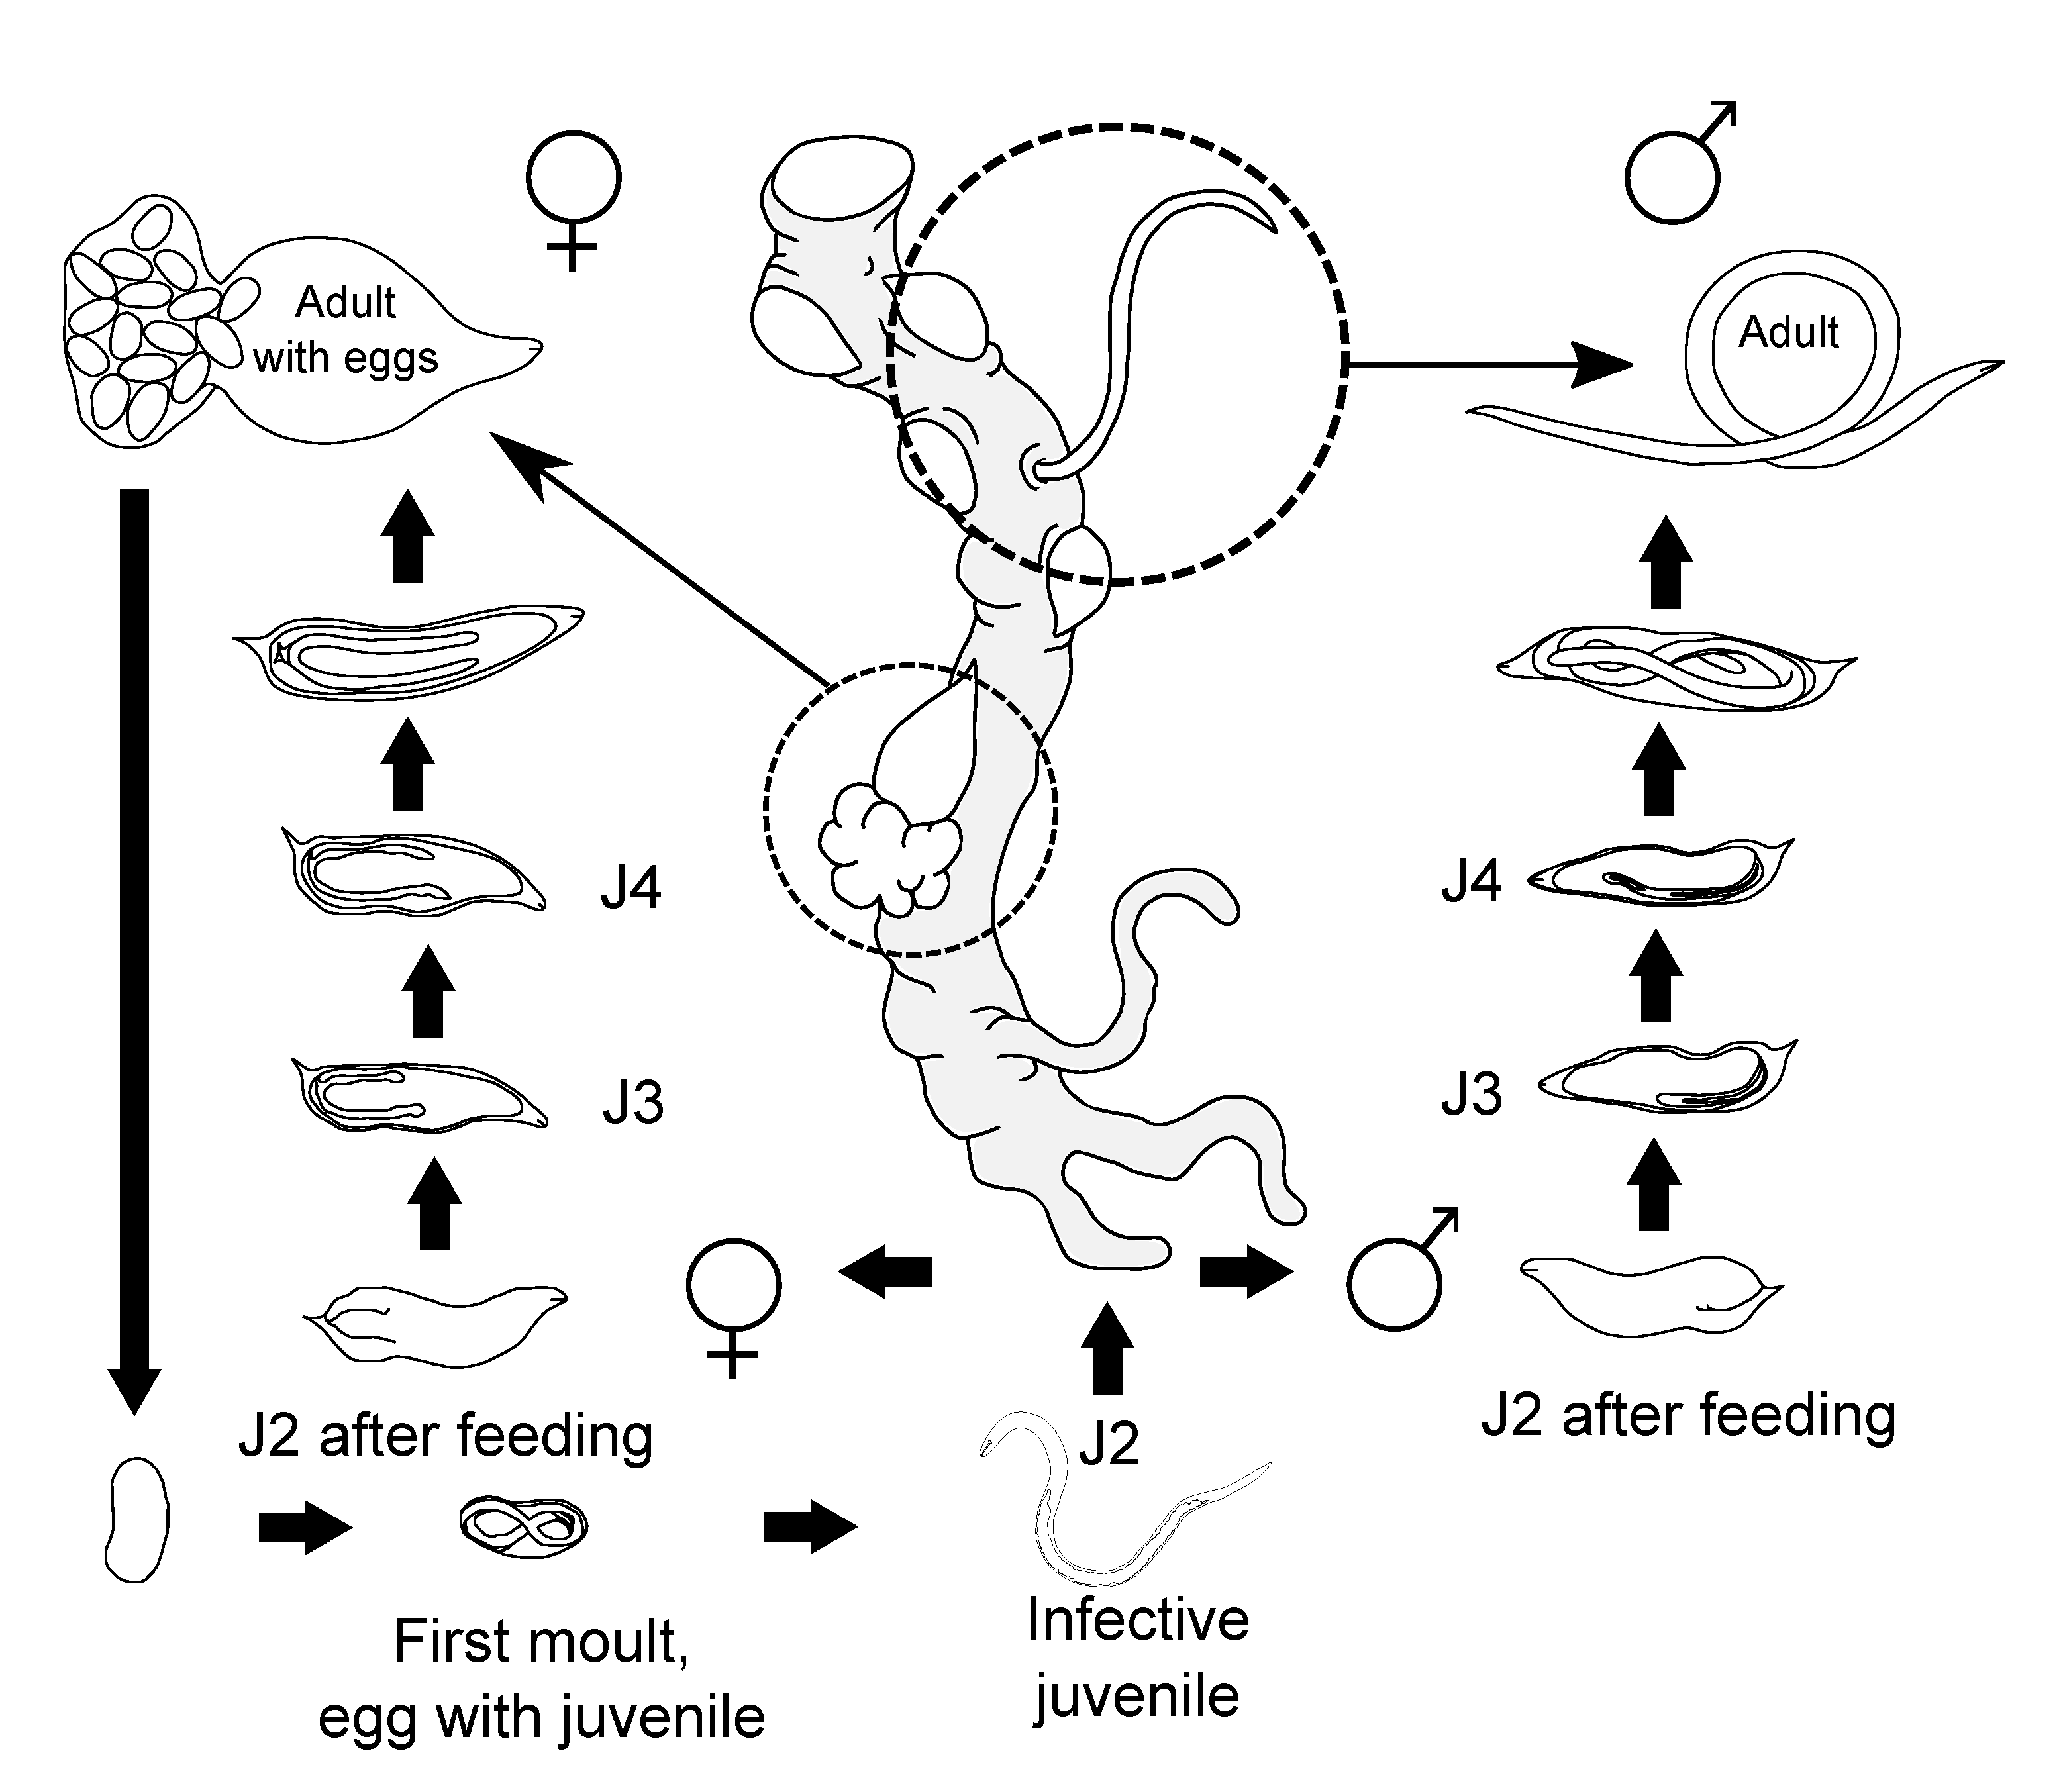 Adult
with eggs
Adult
J4
J4
J3
J3
J2 after feeding
J2
J2 after feeding
First moult,
egg with juvenile
Infective
juvenile